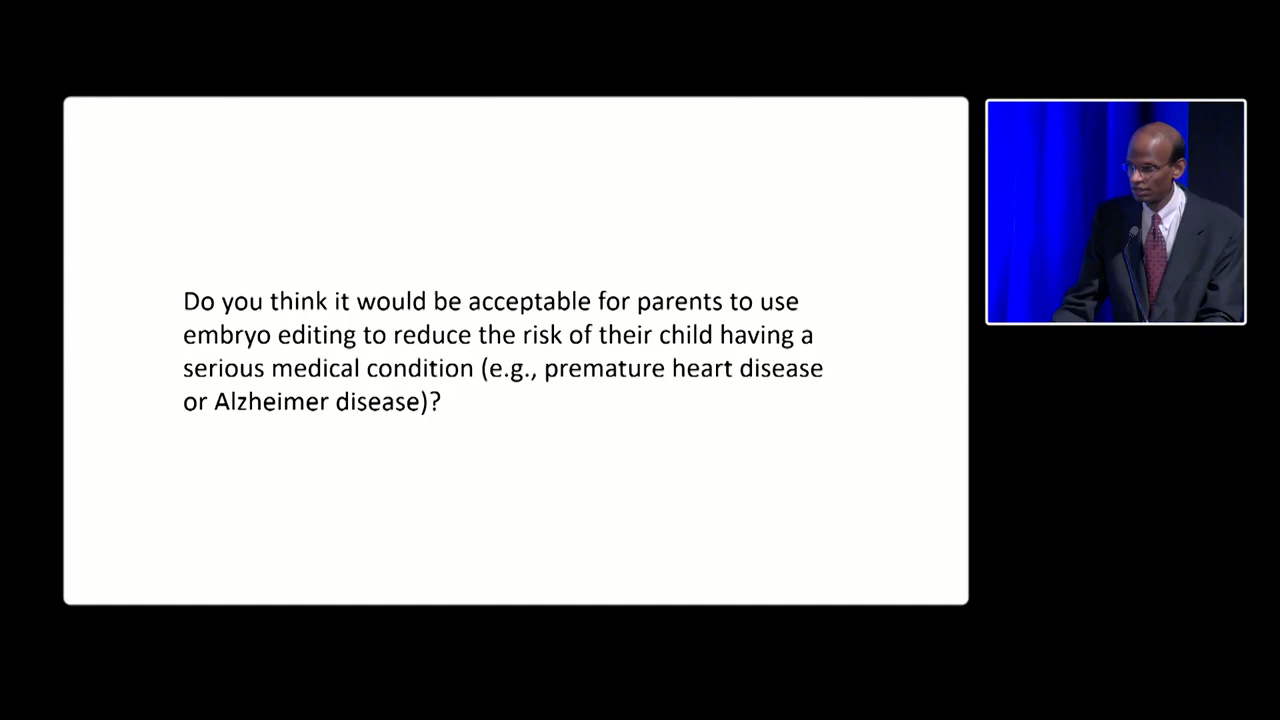 Do you think it would be acceptable for parents to use
embryo editing to reduce the risk of their child having a
serious medical condition (e.g., premature heart disease
or Alzheimer disease)?